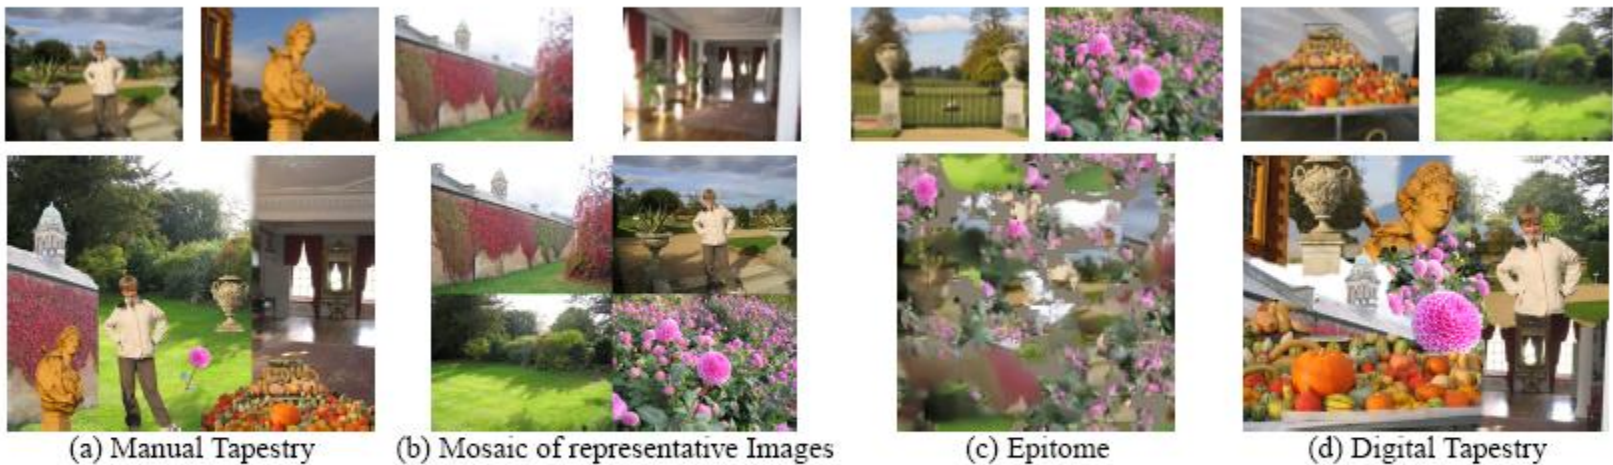 (a) Manual Tapestry
(b) Mosaic of representative Images
(c) Epitome
(d) Digital Tapestry